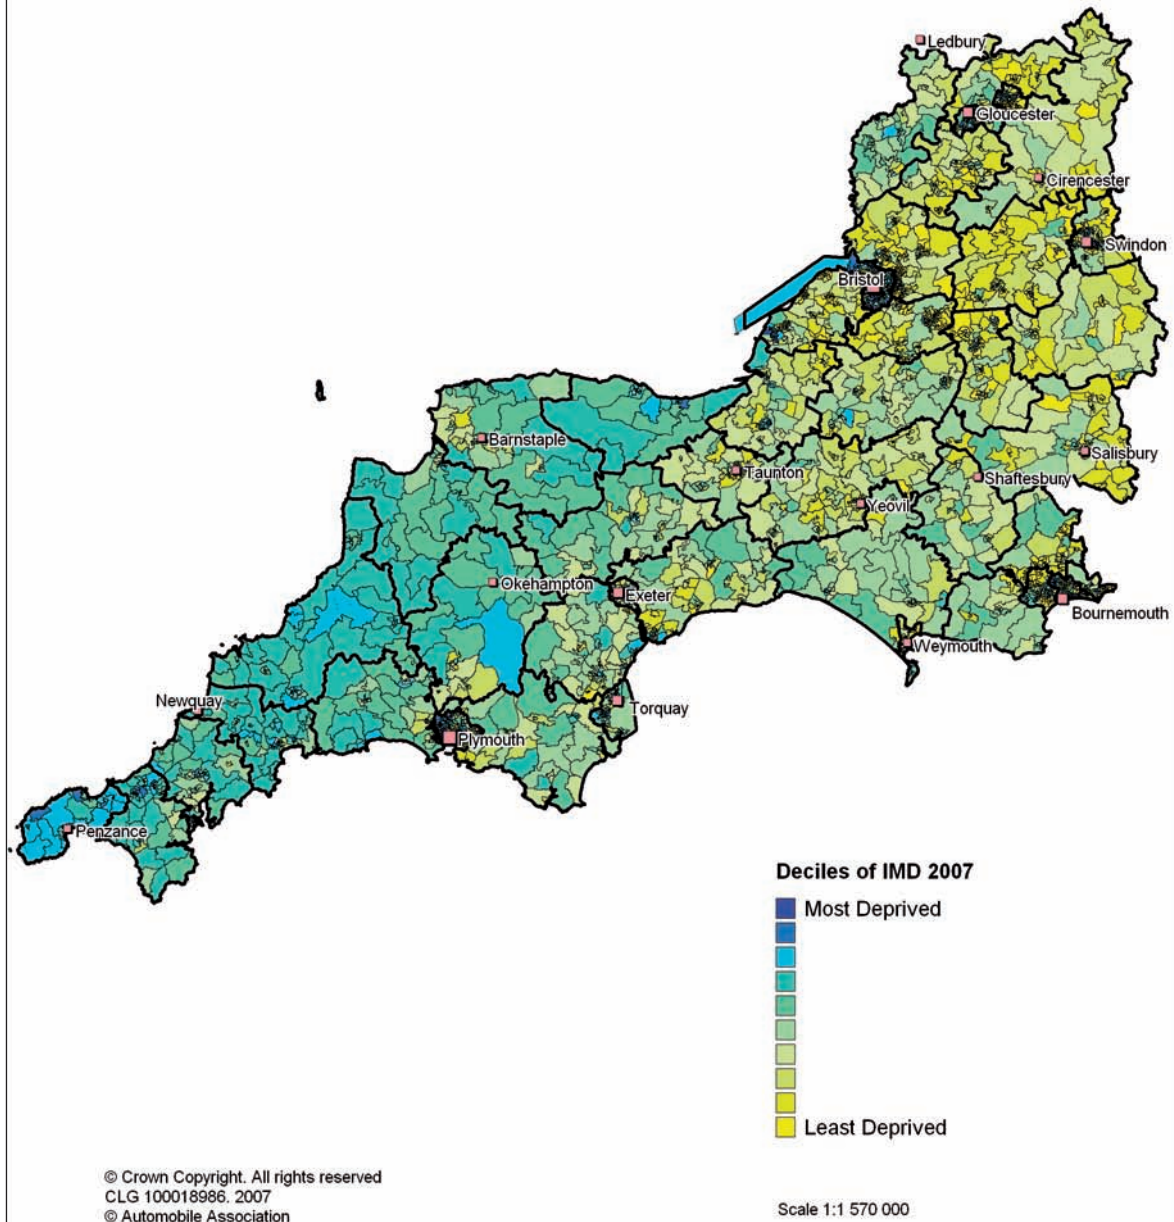 Ledbury
Gloucester
Cirencester
Swindon
Bristol
Barnstaple
Taunton
Salisbury
Shaftesbury
Yeovil
Okehampton
Exeter
Bournemouth
Weymouth
Newquay
Torquay
Plymouth
Penzance
Deciles of IMD 2007
Most Deprived
Least Deprived
© Crown Copyright. All rights reserved
CLG 100018986. 2007
© Automobile Association
Scale 1:1 570 000